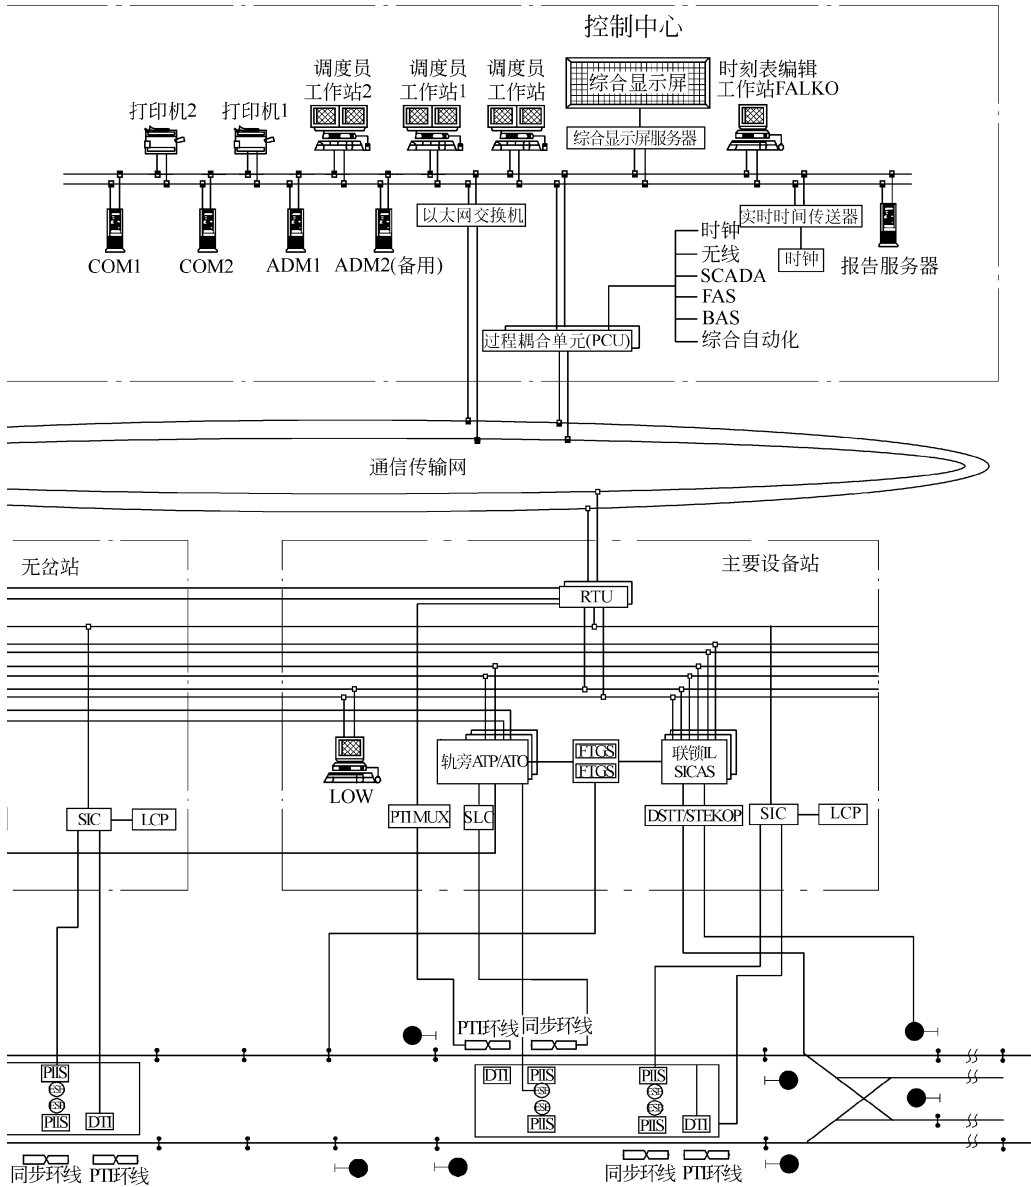 控制中心
打印机2
打印机1
调度员
工作站2
调度员
工作站1
调度员
工作站
综合显示屏
综合显示屏服务器
时刻表编辑
工作站FALKO
COM1
COM2
ADM1
ADM2(备用)
以太网交换机
实时时间传送器
时钟
报告服务器
时钟
无线
SCADA
FAS
BAS
综合自动化
过程耦合单元(PCU)
通信传输网
无岔站
主要设备站
RTU
LOW
轨旁ATP/ATO
FTGS
FTGS
联锁IL
SICAS
SIC
LCP
PTI MUX
SLC
DSTT/STEKOP
SIC
LCP
PTI环线
同步环线
PIIS
ESB
ESB
PIIS
DTI
DTI
PIIS
ESB
ESB
PIIS
PIIS
ESB
ESB
PIIS
DTI
同步环线
PTI环线
同步环线
PTI环线